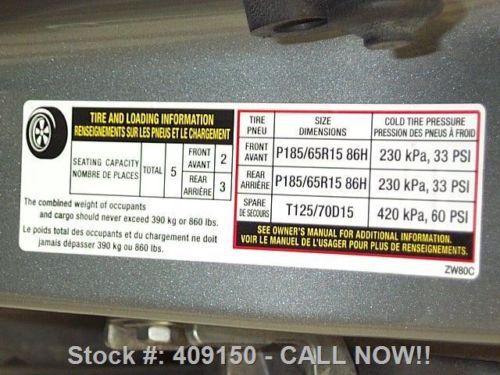 TIRE AND LOADING INFORMATION
RENSEIGNEMENTS SUR LES PNEUS ET LE CHARGEMENT
SEATING CAPACITY
NOMBRE DE PLACES
TOTAL 5
FRONT
AVANT 2
REAR
ARRIÈRE 3
The combined weight of occupants
and cargo should never exceed 390 kg or 860 lbs.
Le poids total des occupants et du chargement ne doit
jamais dépasser 390 kg ou 860 lbs.
TIRE
PNEU
SIZE
DIMENSIONS
COLD TIRE PRESSURE
PRESSION DES PNEUS À FROID
FRONT
AVANT
P185/65R15 86H
230 kPa, 33 PSI
REAR
ARRIÈRE
P185/65R15 86H
230 kPa, 33 PSI
SPARE
DE SECOURS
T125/70D15
420 kPa, 60 PSI
SEE OWNER'S MANUAL FOR ADDITIONAL INFORMATION.
VOIR LE MANUEL DE L'USAGER POUR PLUS DE RENSEIGNEMENTS.
ZW80C
Stock #: 409150 - CALL NOW!!